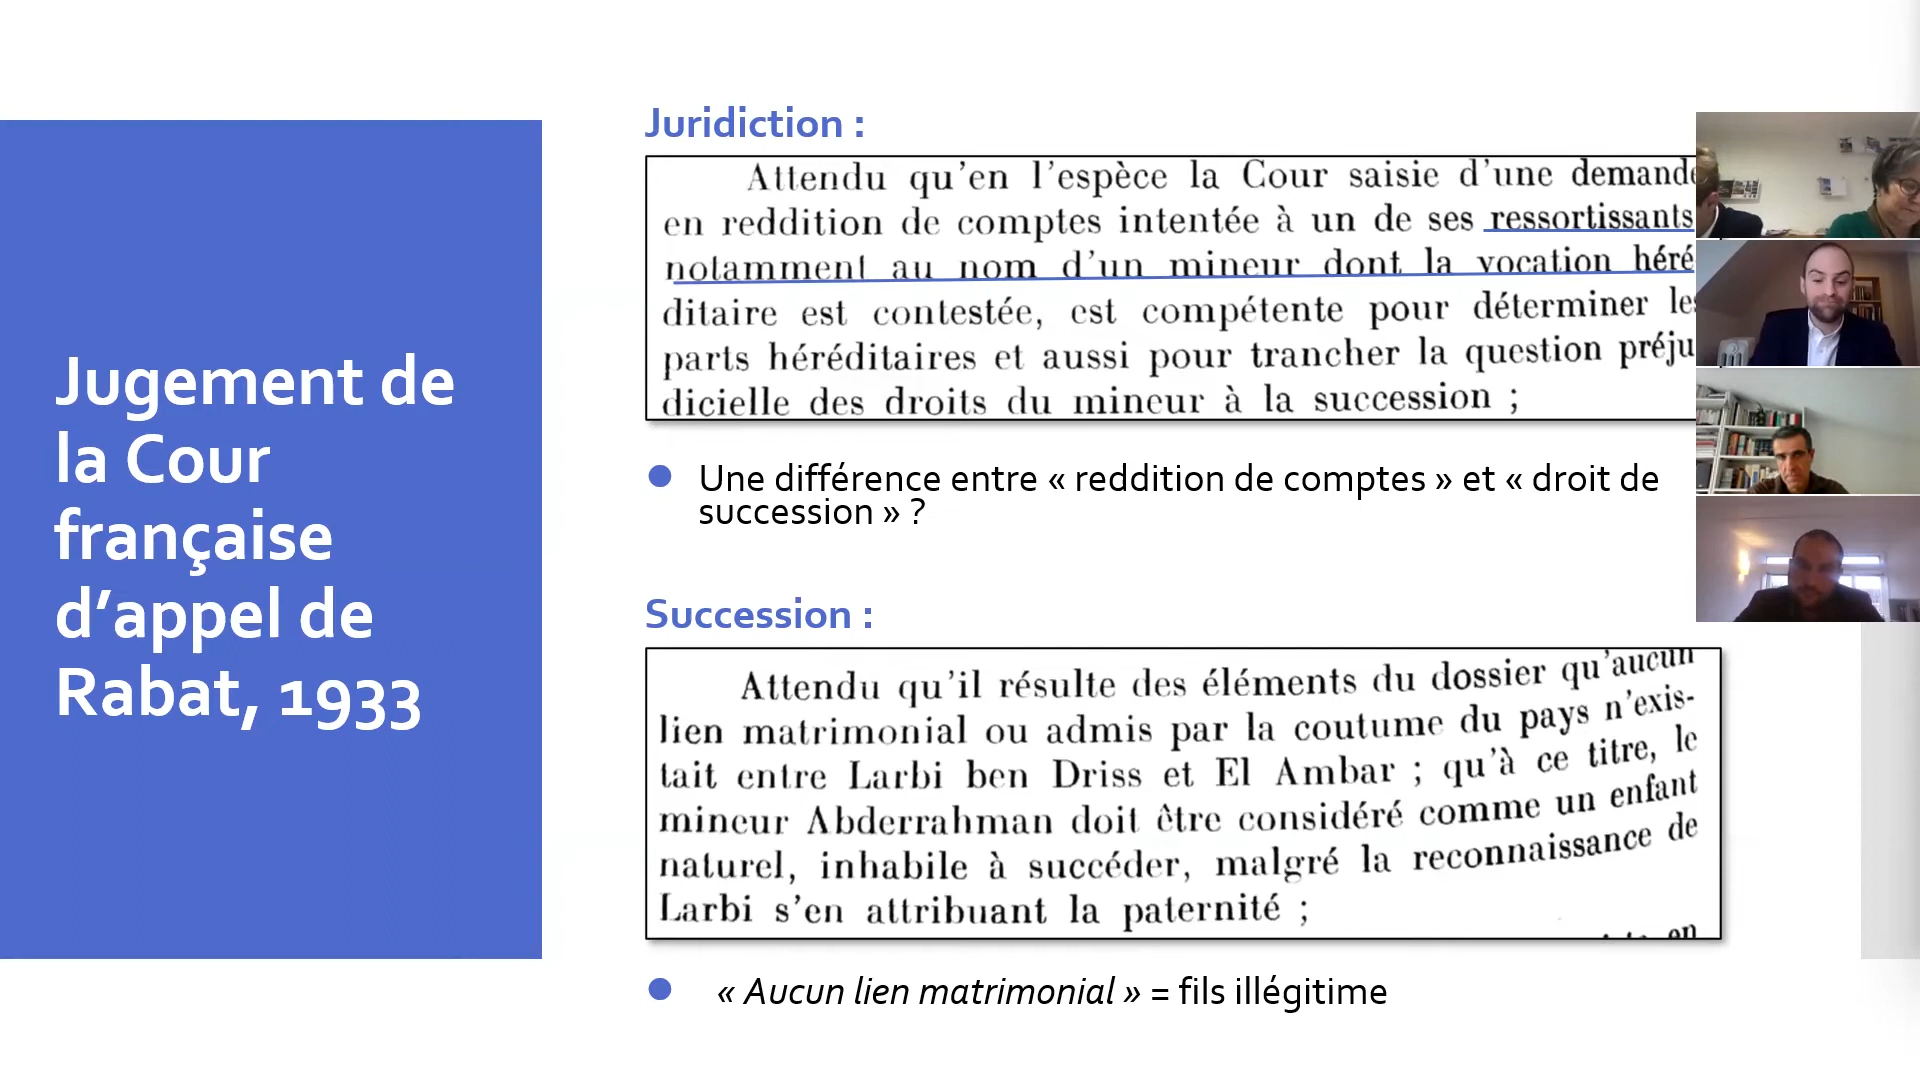 Jugement de
la Cour
française
d’appel de
Rabat, 1933
Juridiction :
Attendu qu’en l’espèce la Cour saisie d’une demande
en reddition de comptes intentée à un de ses ressortissants
notamment au nom d’un mineur dont la vocation héré
ditaire est contestée, est compétente pour déterminer les
parts héréditaires et aussi pour trancher la question préju
dicielle des droits du mineur à la succession ;
Une différence entre « reddition de comptes » et « droit de
succession » ?
Succession :
Attendu qu’il résulte des éléments du dossier qu’aucun
lien matrimonial ou admis par la coutume du pays n’exis-
tait entre Larbi ben Driss et El Ambar ; qu’à ce titre, le
mineur Abderrahman doit être considéré comme un enfant
naturel, inhabile à succéder, malgré la reconnaissance de
Larbi s’en attribuant la paternité ;
« Aucun lien matrimonial » = fils illégitime